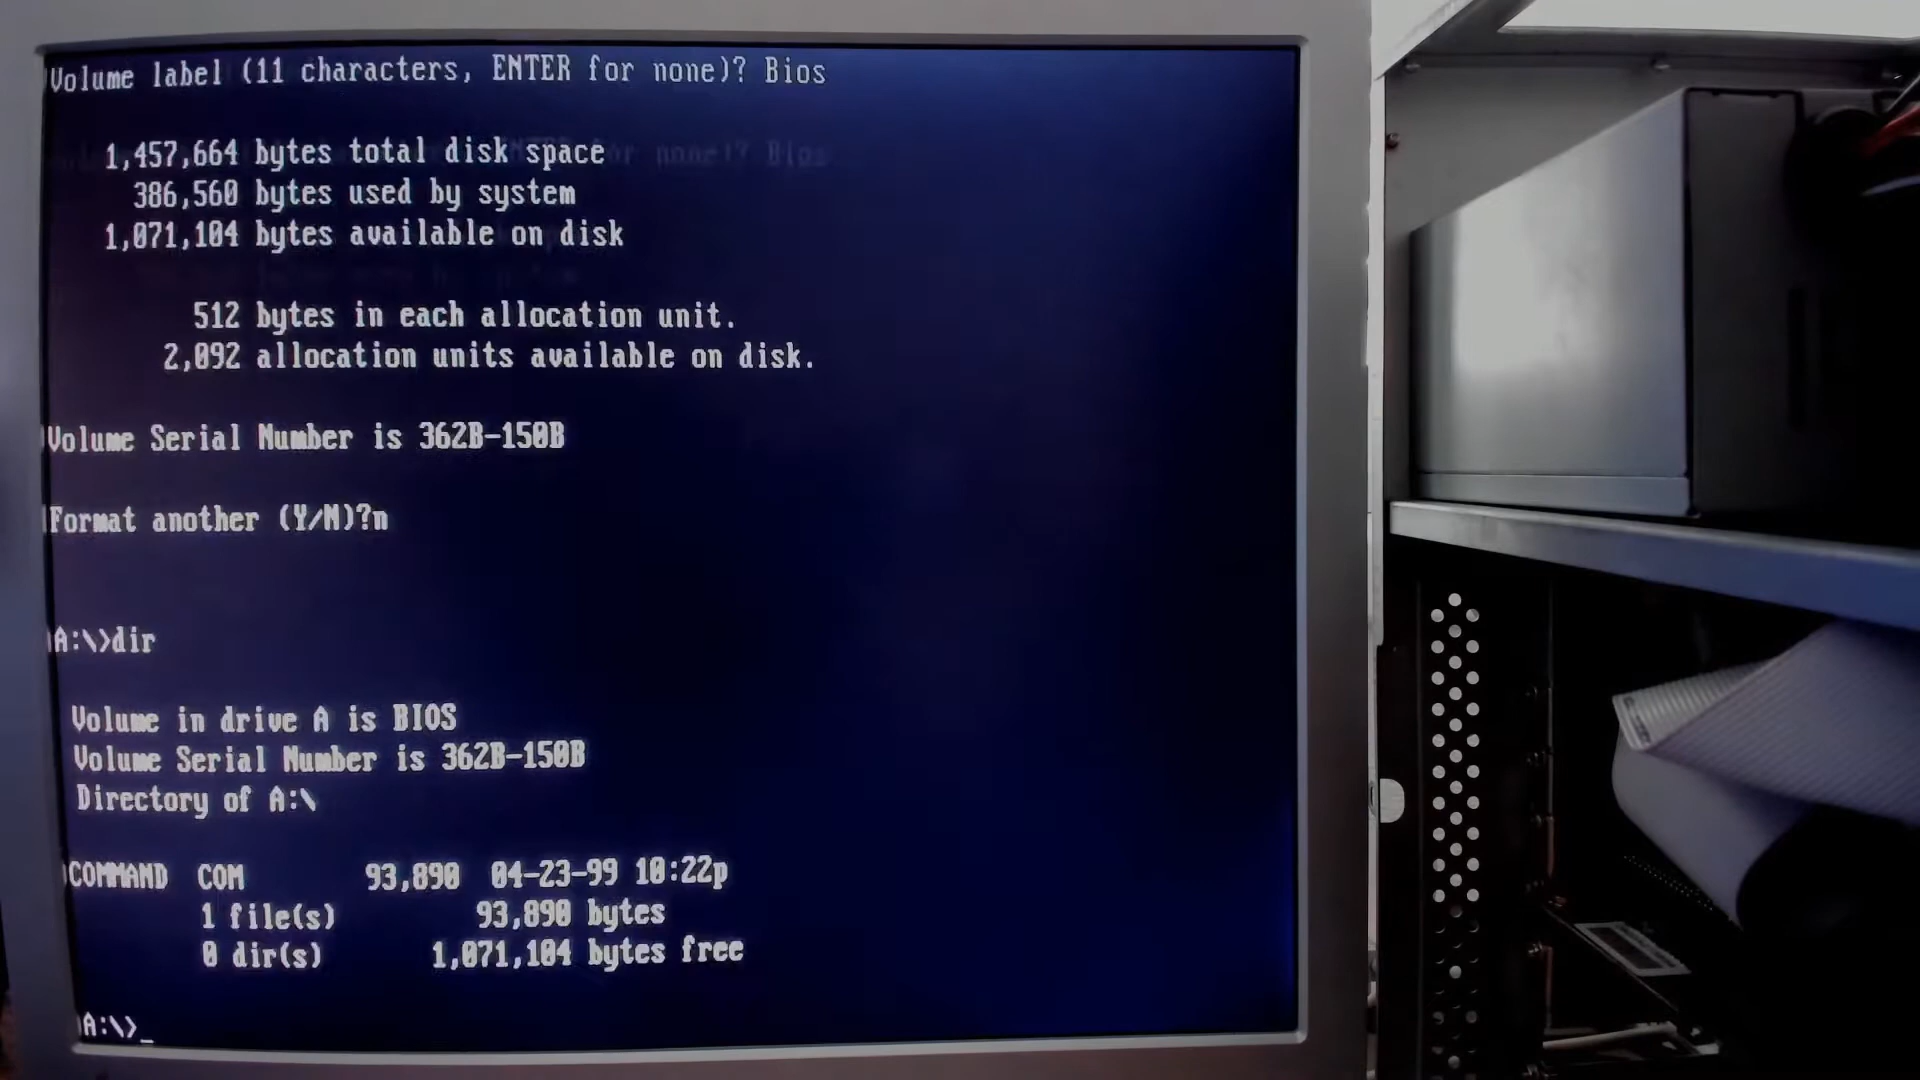 Volume label (11 characters, ENTER for none)? Bios
1,457,664 bytes total disk space
386,560 bytes used by system
1,071,104 bytes available on disk
512 bytes in each allocation unit.
2,092 allocation units available on disk.
Volume Serial Number is 362B-150B
Format another (Y/N)?n
A:\>dir
Volume in drive A is BIOS
Volume Serial Number is 362B-150B
Directory of A:\
COMMAND COM 93,890 04-23-99 10:22p
1 file(s) 93,890 bytes
0 dir(s) 1,071,104 bytes free
A:\>_